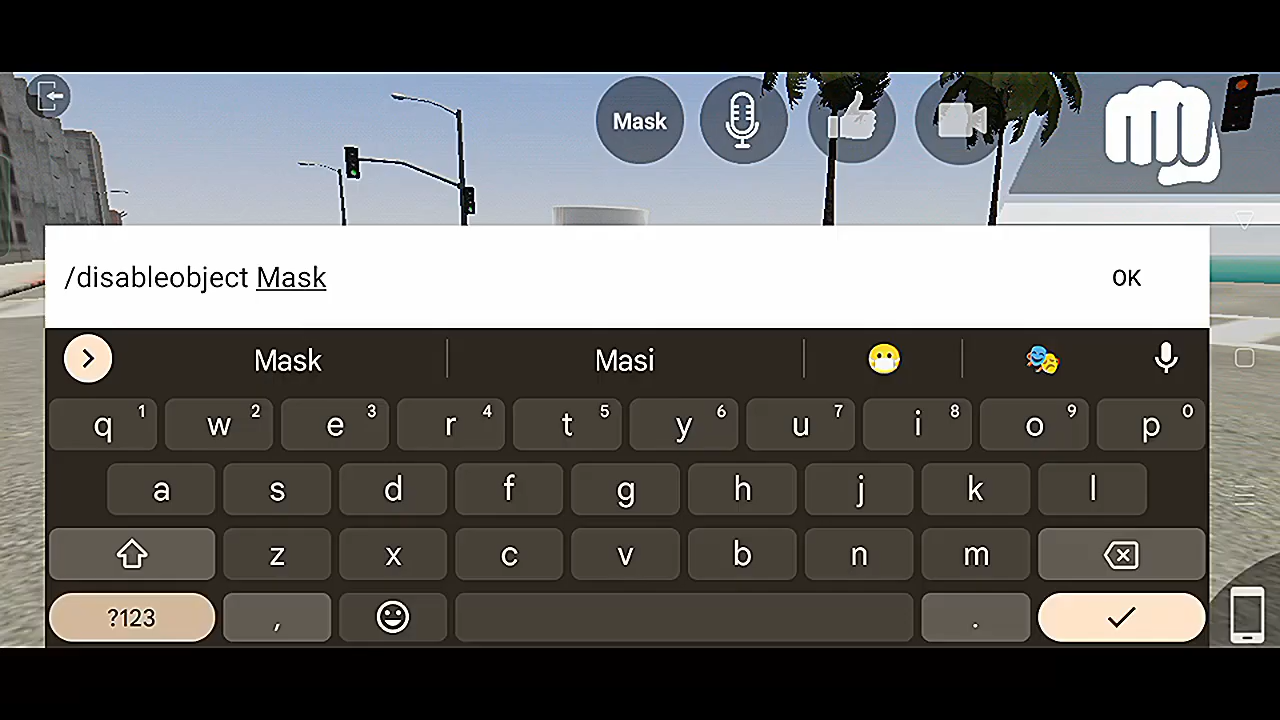 Mask
/disableobject Mask
OK
Mask Masi
q 1 w 2 e 3 r 4 t 5 y 6 u 7 i 8 o 9 p 0
a s d f g h j k l
z x c v b n m
?123 , .